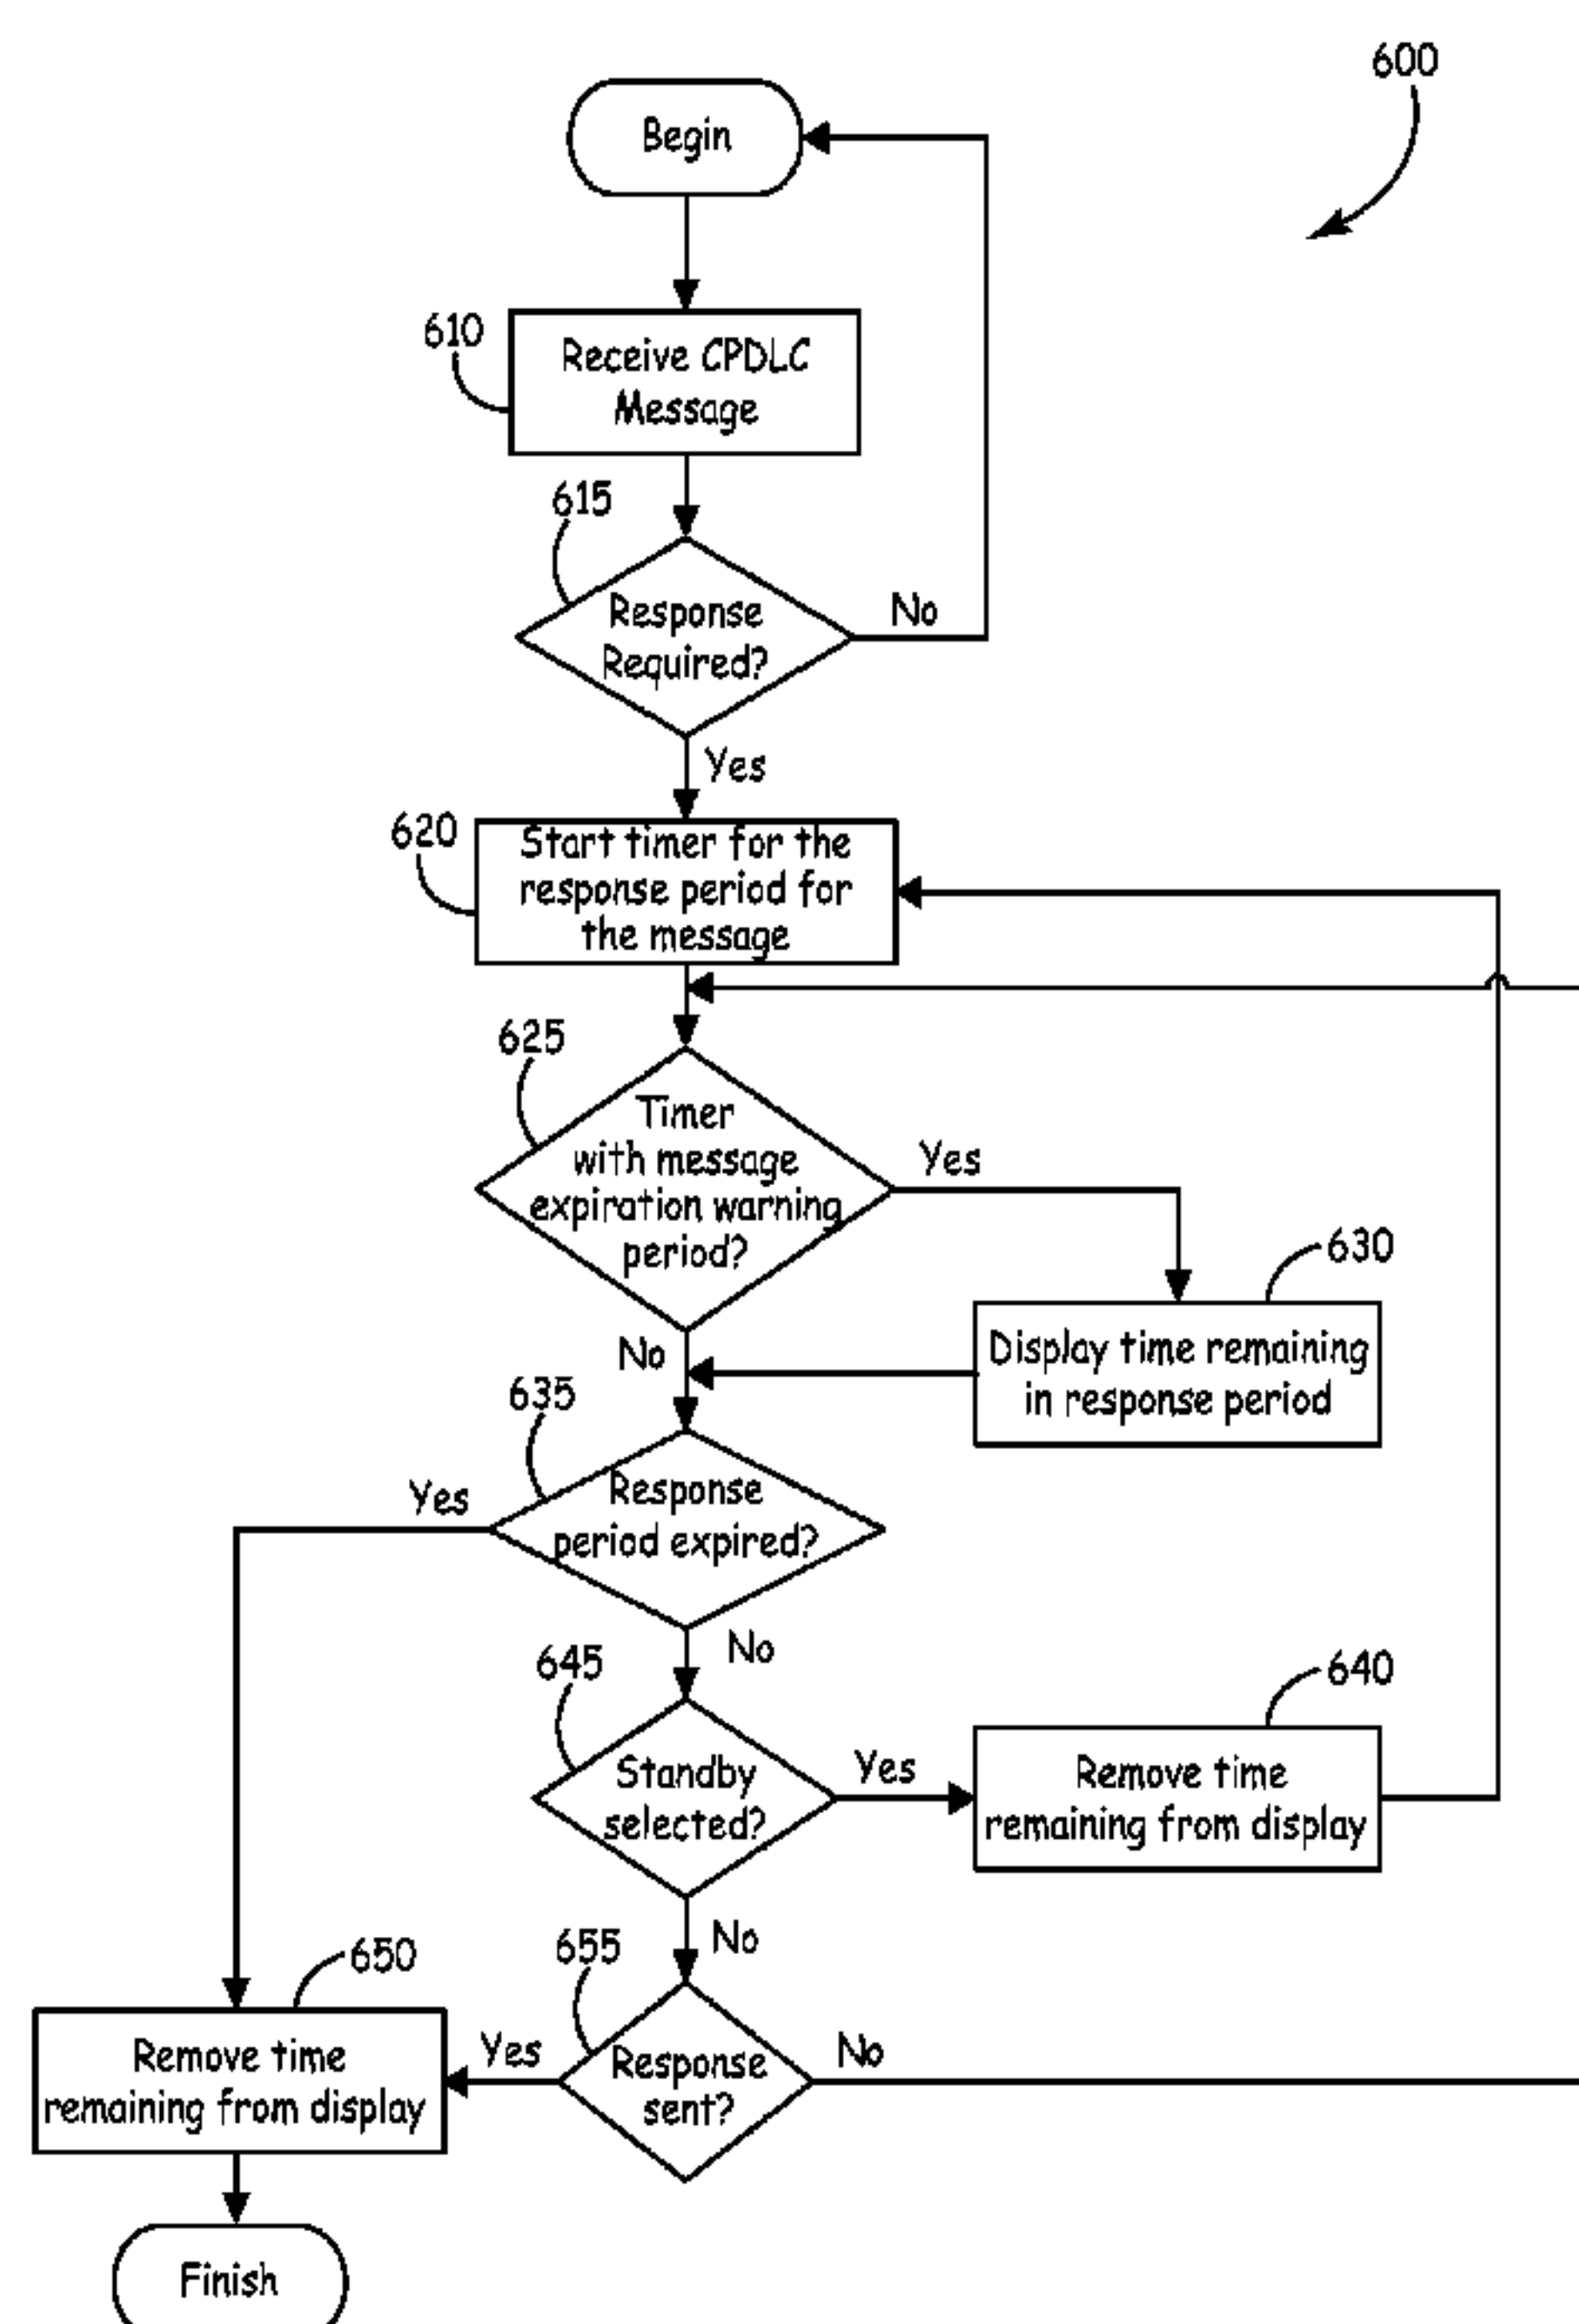 600
Begin
610
Receive CPDLC
Message
615
Response
Required?
No
Yes
620
Start timer for the
response period for
the message
625
Timer
with message
expiration warning
period?
Yes
630
Display time remaining
in response period
No
635
Response
period expired?
Yes
No
645
Standby
selected?
Yes
640
Remove time
remaining from display
No
650
655
Remove time
remaining from display
Yes
Response
sent?
No
Finish